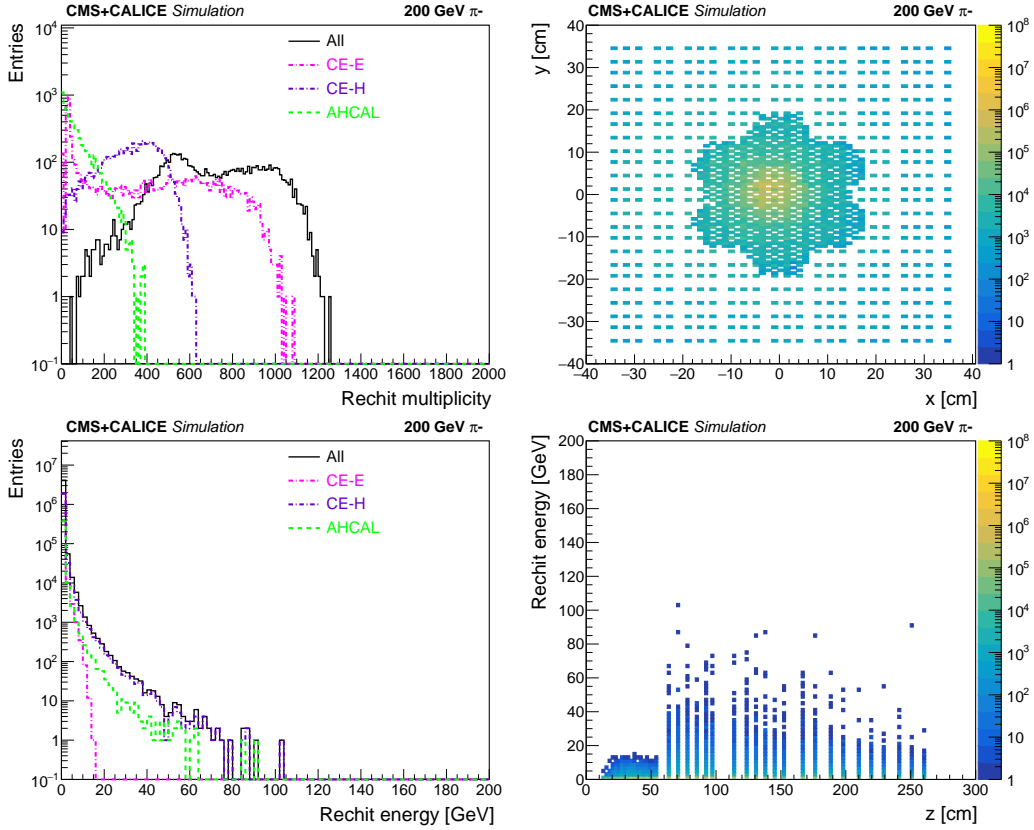 CMS+CALICE Simulation 200 GeV π-
Entries
10^4
10^3
10^2
10
1
10^−1
All
CE-E
CE-H
AHCAL
0 200 400 600 800 1000 1200 1400 1600 1800 2000
Rechit multiplicity
CMS+CALICE Simulation 200 GeV π-
y [cm]
40
30
20
10
0
−10
−20
−30
−40
−40 −30 −20 −10 0 10 20 30 40
x [cm]
10^8
10^7
10^6
10^5
10^4
10^3
10^2
10
1
CMS+CALICE Simulation 200 GeV π-
Entries
10^7
10^6
10^5
10^4
10^3
10^2
10
1
10^−1
All
CE-E
CE-H
AHCAL
0 20 40 60 80 100 120 140 160 180 200
Rechit energy [GeV]
CMS+CALICE Simulation 200 GeV π-
Rechit energy [GeV]
200
180
160
140
120
100
80
60
40
20
0
0 50 100 150 200 250 300
z [cm]
10^8
10^7
10^6
10^5
10^4
10^3
10^2
10
1